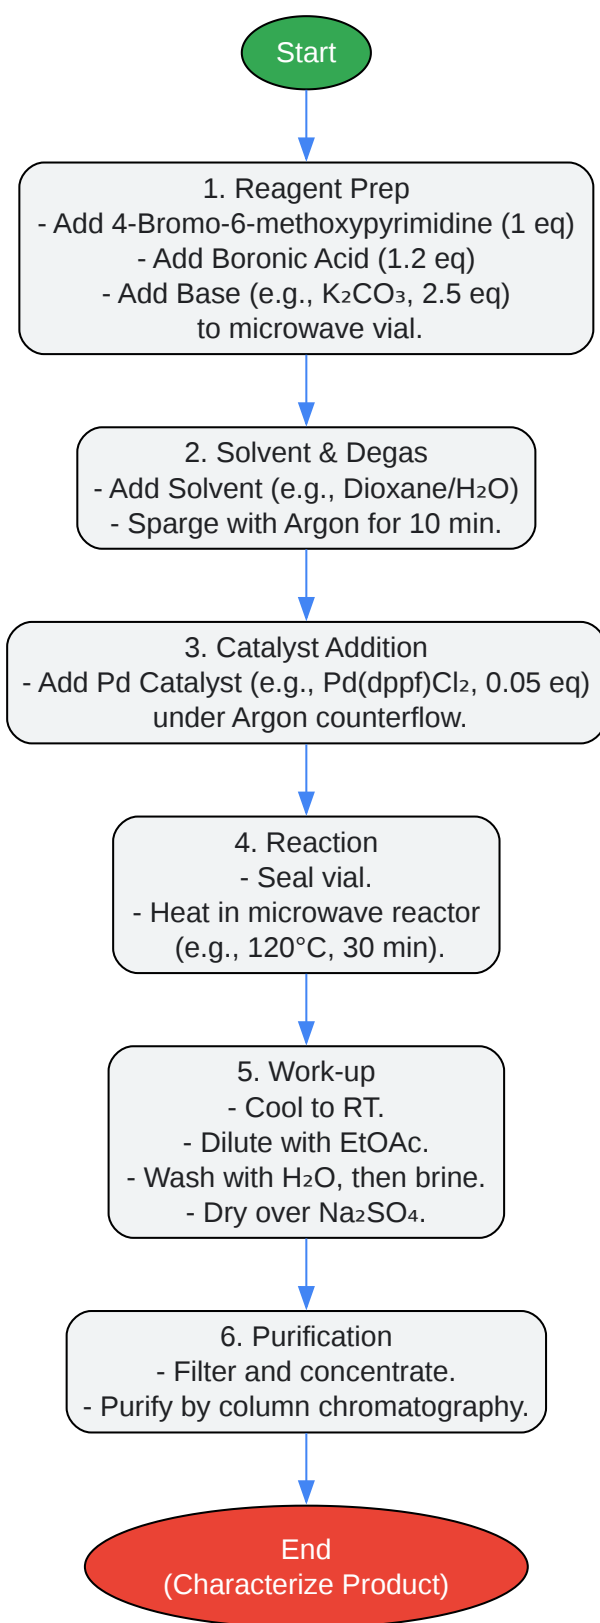 Start
1. Reagent Prep
- Add 4-Bromo-6-methoxypyrimidine (1 eq)
- Add Boronic Acid (1.2 eq)
- Add Base (e.g., K₂CO₃, 2.5 eq)
to microwave vial.
2. Solvent & Degas
- Add Solvent (e.g., Dioxane/H₂O)
- Sparge with Argon for 10 min.
3. Catalyst Addition
- Add Pd Catalyst (e.g., Pd(dppf)Cl₂, 0.05 eq)
under Argon counterflow.
4. Reaction
- Seal vial.
- Heat in microwave reactor
(e.g., 120°C, 30 min).
5. Work-up
- Cool to RT.
- Dilute with EtOAc.
- Wash with H₂O, then brine.
- Dry over Na₂SO₄.
6. Purification
- Filter and concentrate.
- Purify by column chromatography.
End
(Characterize Product)